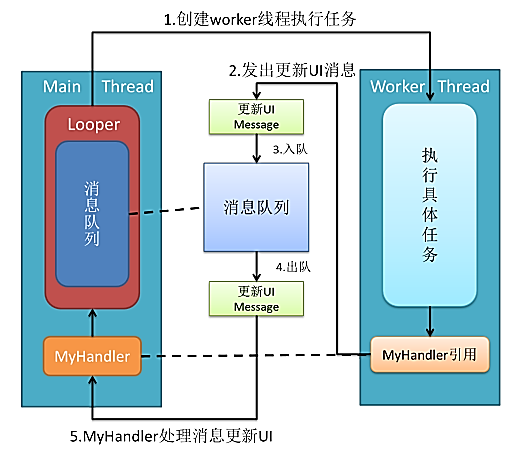 1.创建worker线程执行任务
2.发出更新UI消息
Main Thread
Looper
消息队列
MyHandler
更新UI
Message
3.入队
消息队列
4.出队
更新UI
Message
Worker Thread
执行具体任务
MyHandler引用
5.MyHandler处理消息更新UI